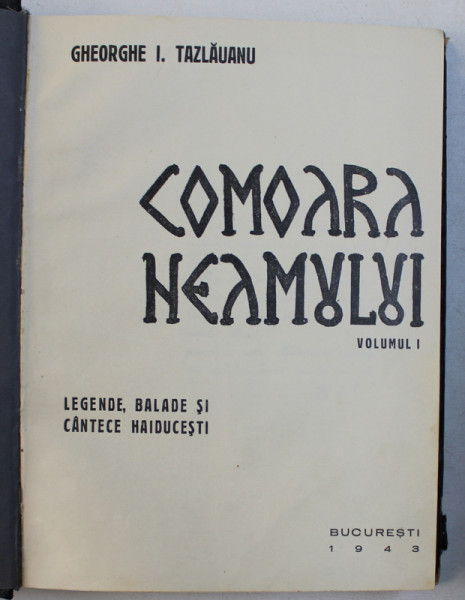 GHEORGHE I. TAZLĂUANU
COMOARA
NEAMULUI
VOLUMUL I
LEGENDE, BALADE ȘI
CÂNTECE HAIDUCEȘTI
BUCUREȘTI
1943